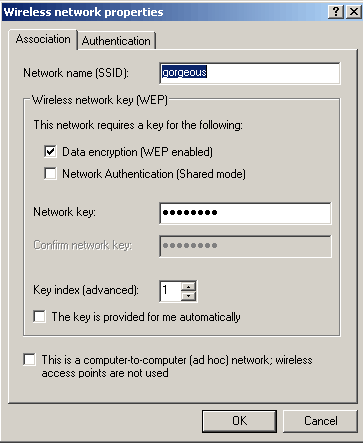 Wireless network properties
Association
Authentication
Network name (SSID):
gorgeous
Wireless network key (WEP)
This network requires a key for the following:
Data encryption (WEP enabled)
Network Authentication (Shared mode)
Network key:
••••••••
Confirm network key:
••••••••
Key index (advanced):
1
The key is provided for me automatically
This is a computer-to-computer (ad hoc) network; wireless
access points are not used
OK
Cancel